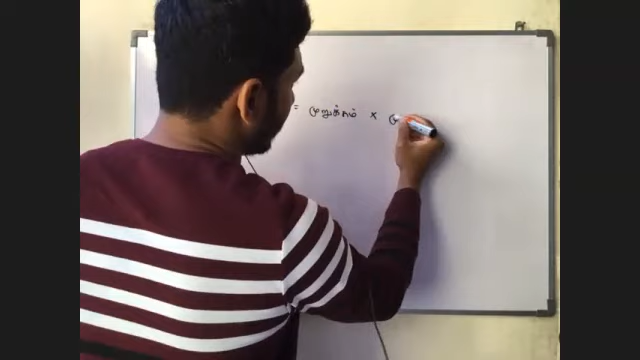 = முறுக்கம் ×